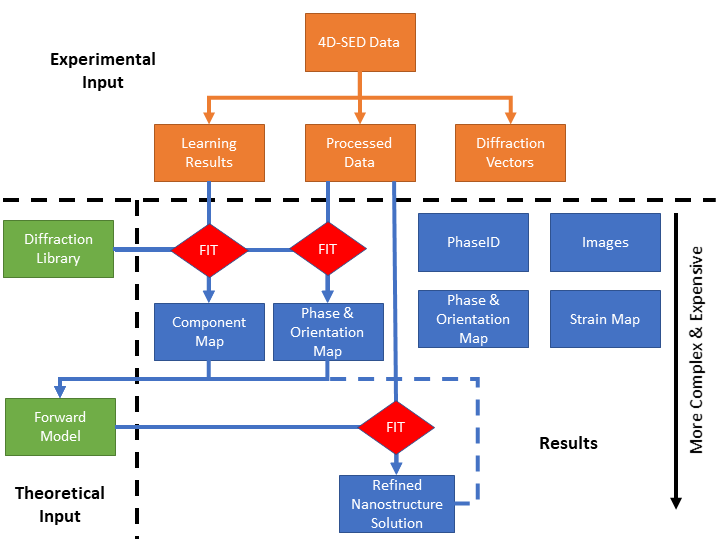 4D-SED Data
Experimental
Input
Learning
Results
Processed
Data
Diffraction
Vectors
Diffraction
Library
FIT
FIT
PhaseID
Images
Component
Map
Phase &
Orientation
Map
Phase &
Orientation
Map
Strain Map
More Complex & Expensive
Forward
Model
FIT
Results
Theoretical
Input
Refined
Nanostructure
Solution